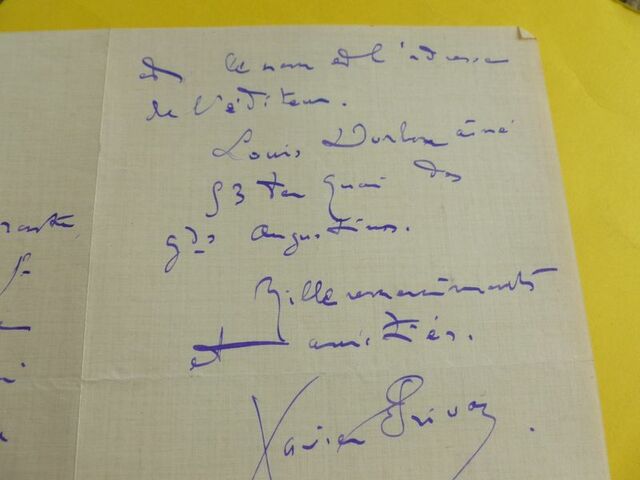 et le nom et l'adresse
de l'éditeur.
Louis Dorbon aîné
53 ter quai des
gds Augustins.
Mille remerciements
et amitiés.
Xavier Privas.